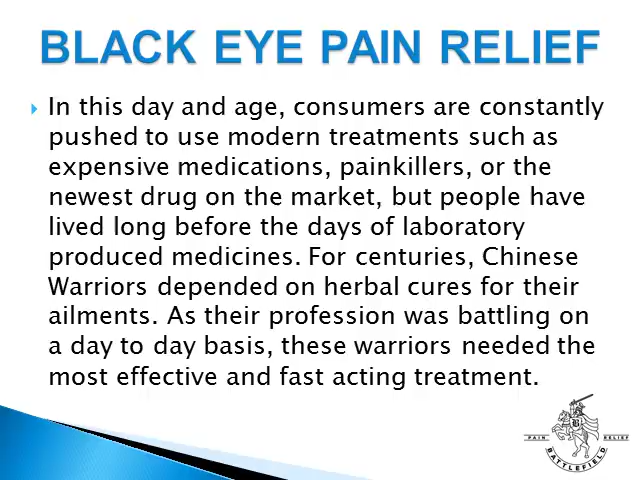 BLACK EYE PAIN RELIEF
In this day and age, consumers are constantly
pushed to use modern treatments such as
expensive medications, painkillers, or the
newest drug on the market, but people have
lived long before the days of laboratory
produced medicines. For centuries, Chinese
Warriors depended on herbal cures for their
ailments. As their profession was battling on
a day to day basis, these warriors needed the
most effective and fast acting treatment.
PAIN RELIEF
B
BATTLEFIELD